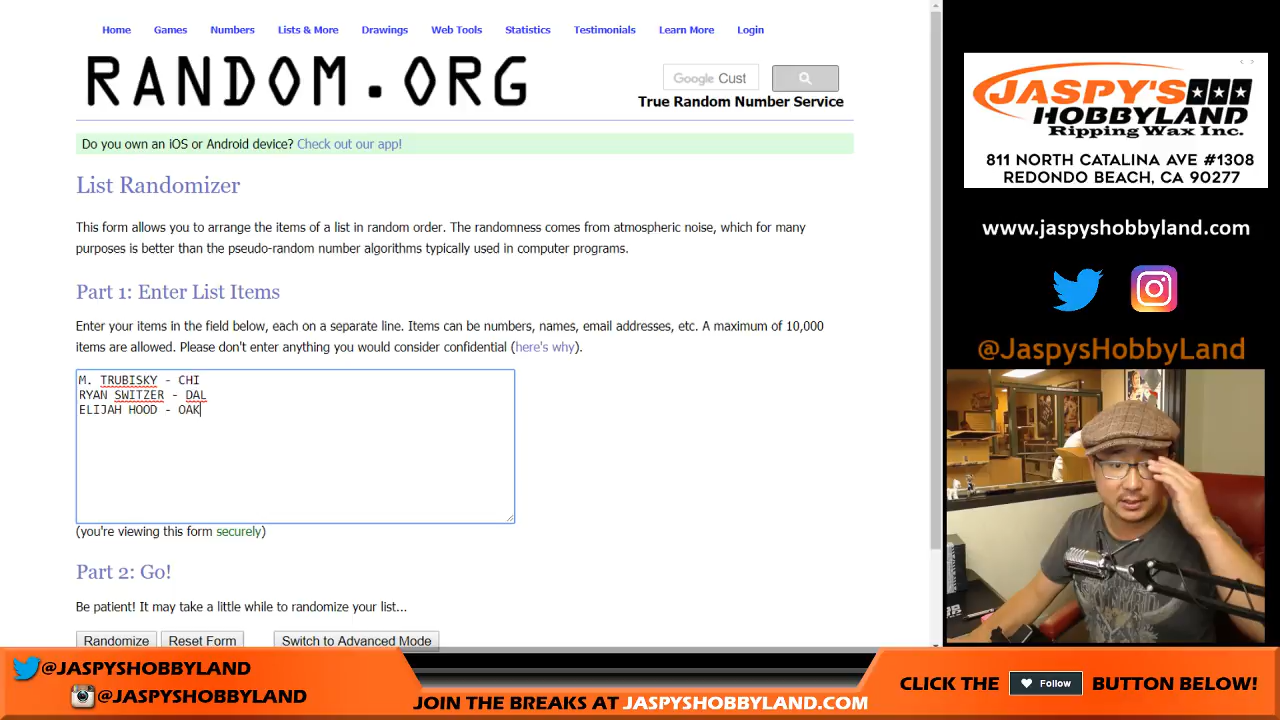 Home Games Numbers Lists & More Drawings Web Tools Statistics Testimonials Learn More Login
RANDOM.ORG
Google Cust
True Random Number Service
Do you own an iOS or Android device? Check out our app!
List Randomizer
This form allows you to arrange the items of a list in random order. The randomness comes from atmospheric noise, which for many
purposes is better than the pseudo-random number algorithms typically used in computer programs.
Part 1: Enter List Items
Enter your items in the field below, each on a separate line. Items can be numbers, names, email addresses, etc. A maximum of 10,000
items are allowed. Please don't enter anything you would consider confidential (here's why).
M. TRUBISKY - CHI
RYAN SWITZER - DAL
ELIJAH HOOD - OAK
(you're viewing this form securely)
Part 2: Go!
Be patient! It may take a little while to randomize your list...
Randomize Reset Form Switch to Advanced Mode
JASPY'S
HOBBYLAND
Ripping Wax Inc.
811 NORTH CATALINA AVE #1308
REDONDO BEACH, CA 90277
www.jaspyshobbyland.com
@JaspysHobbyLand
@JASPYSHOBBYLAND
@JASPYSHOBBYLAND
JOIN THE BREAKS AT JASPYSHOBBYLAND.COM
CLICK THE Follow BUTTON BELOW!